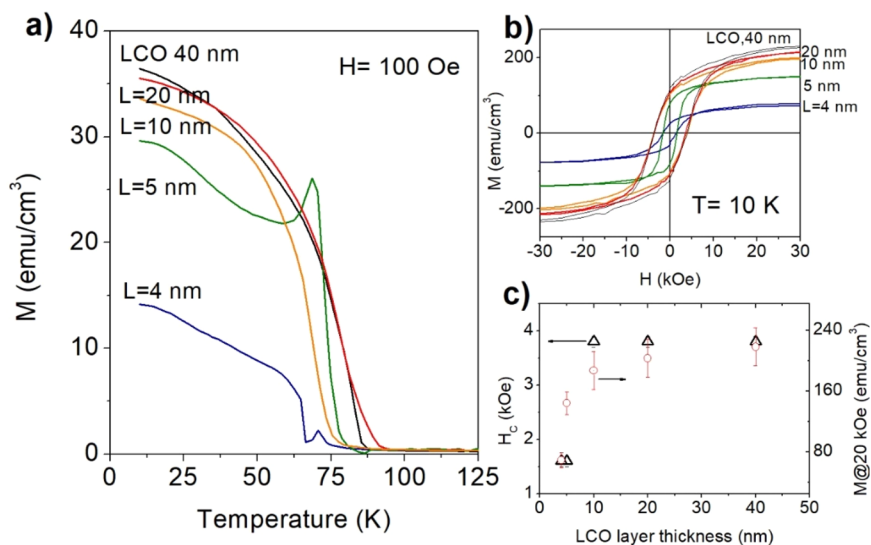 a)
40
LCO 40 nm
H= 100 Oe
L=20 nm
30
L=10 nm
L=5 nm
20
M (emu/cm³)
10
L=4 nm
0
0 25 50 75 100 125
Temperature (K)
b)
LCO,40 nm
20 nm
10 nm
5 nm
L=4 nm
200
0
-200
M (emu/cm³)
T= 10 K
-30 -20 -10 0 10 20 30
H (kOe)
c)
4
3
2
1
H_C (kOe)
240
160
80
0
M@20 kOe (emu/cm³)
0 10 20 30 40 50
LCO layer thickness (nm)